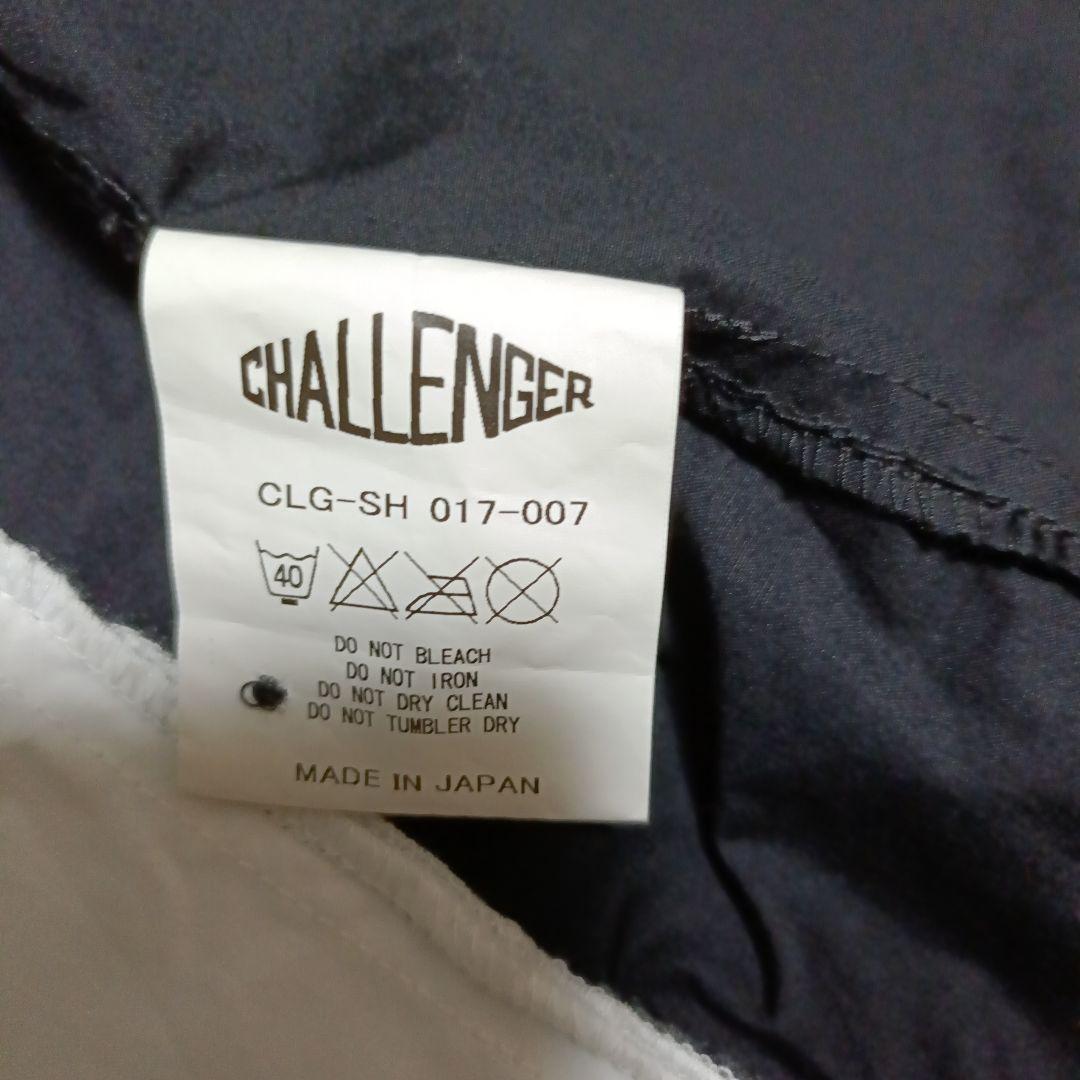 CHALLENGER
CLG-SH 017-007
40
DO NOT BLEACH
DO NOT IRON
DO NOT DRY CLEAN
DO NOT TUMBLER DRY
MADE IN JAPAN